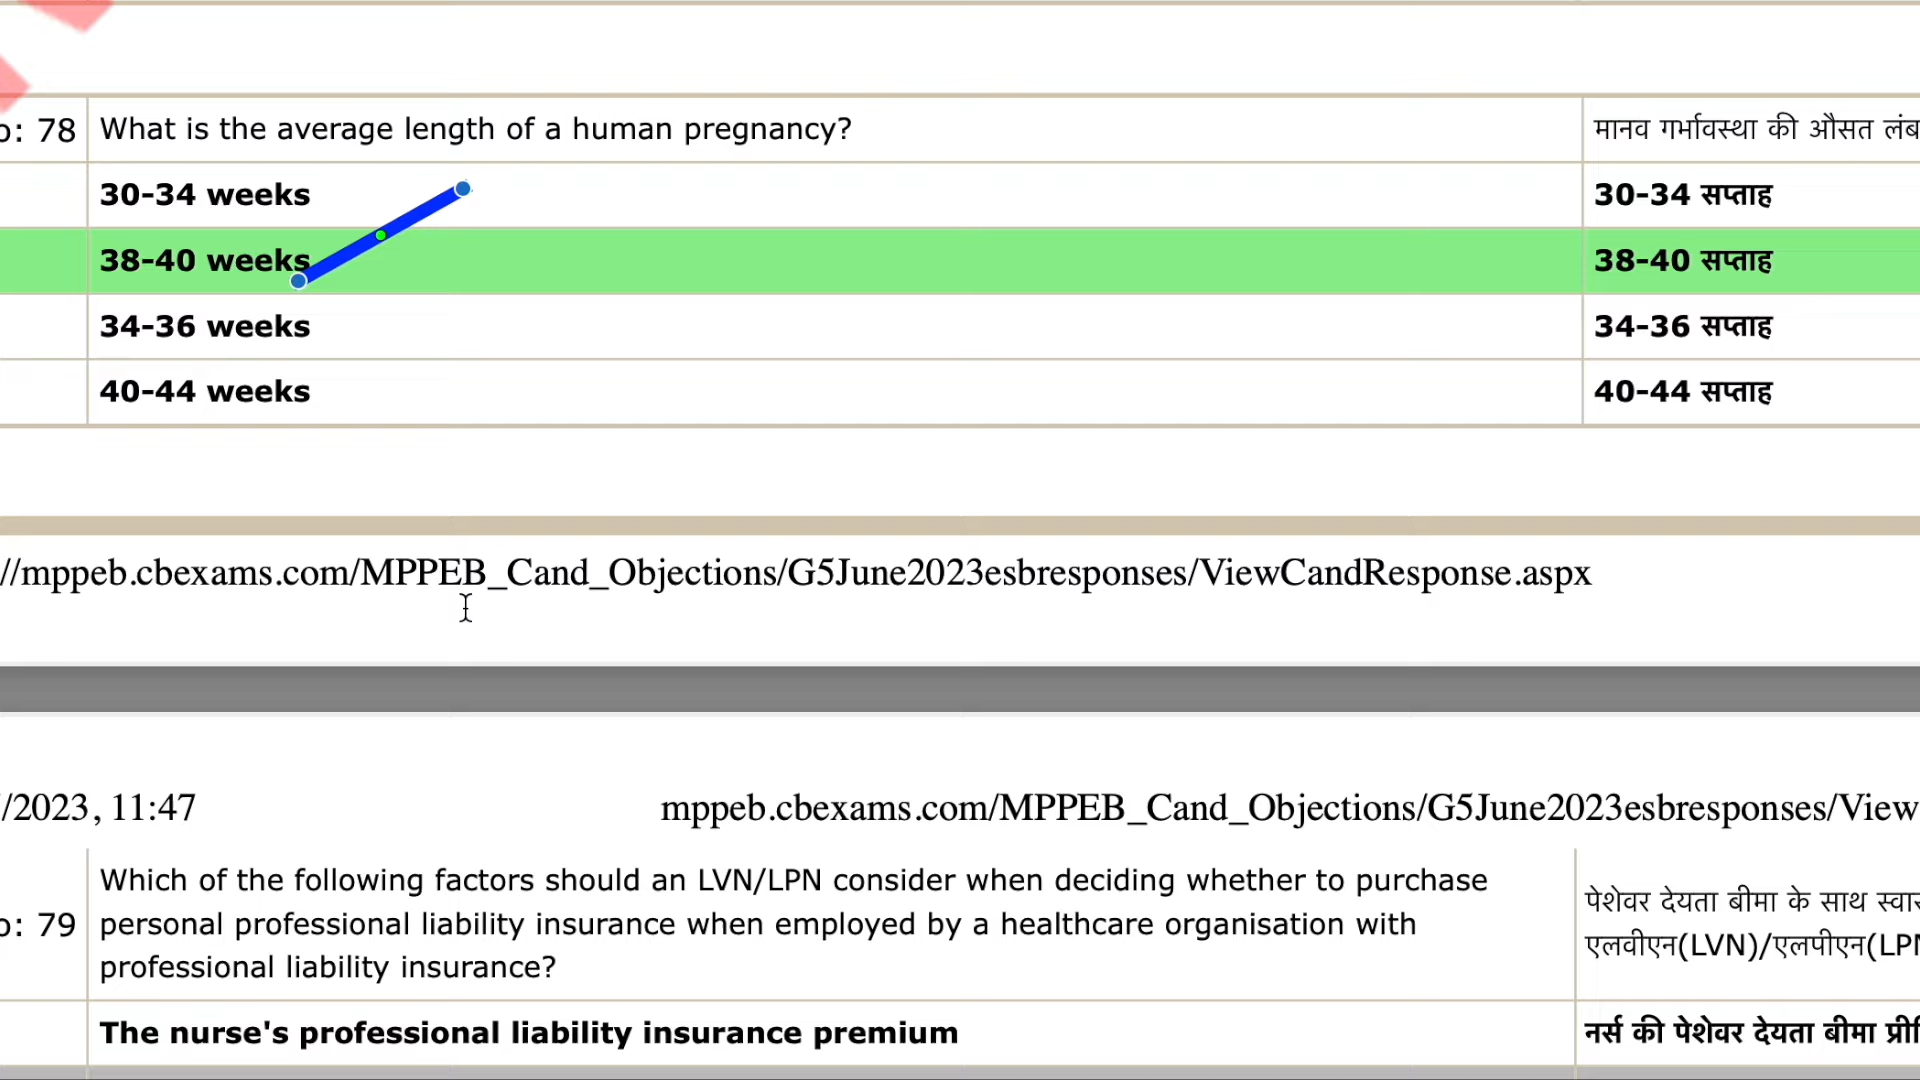 o: 78 What is the average length of a human pregnancy? मानव गर्भावस्था की औसत लंब
30-34 weeks 30-34 सप्ताह
38-40 weeks 38-40 सप्ताह
34-36 weeks 34-36 सप्ताह
40-44 weeks 40-44 सप्ताह
//mppeb.cbexams.com/MPPEB_Cand_Objections/G5June2023esbresponses/ViewCandResponse.aspx
/2023, 11:47 mppeb.cbexams.com/MPPEB_Cand_Objections/G5June2023esbresponses/View
o: 79
Which of the following factors should an LVN/LPN consider when deciding whether to purchase
personal professional liability insurance when employed by a healthcare organisation with
professional liability insurance?
पेशेवर देयता बीमा के साथ स्वास
एलवीएन(LVN)/एलपीएन(LPN
The nurse's professional liability insurance premium नर्स की पेशेवर देयता बीमा प्री